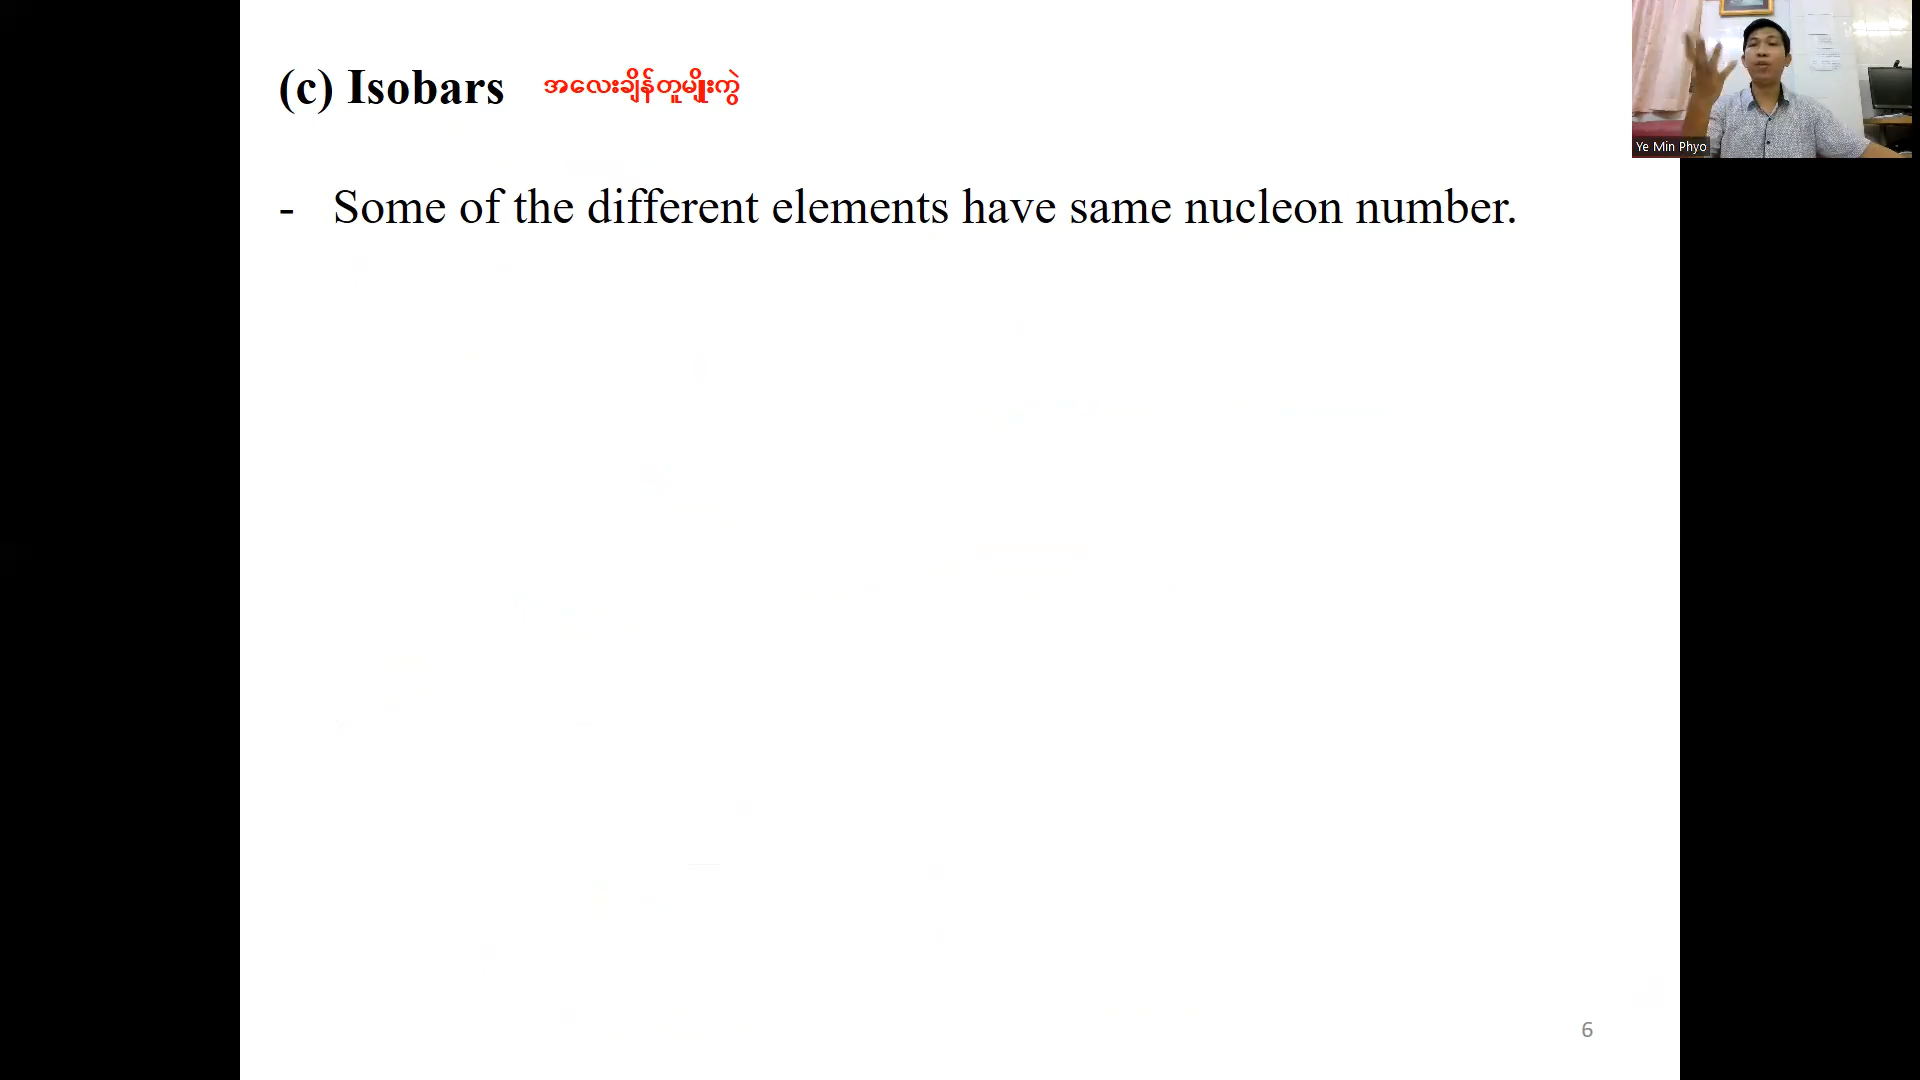 (c) Isobars အလေးချိန်တူမျိုးကွဲ
Ye Min Phyo
- Some of the different elements have same nucleon number.
6